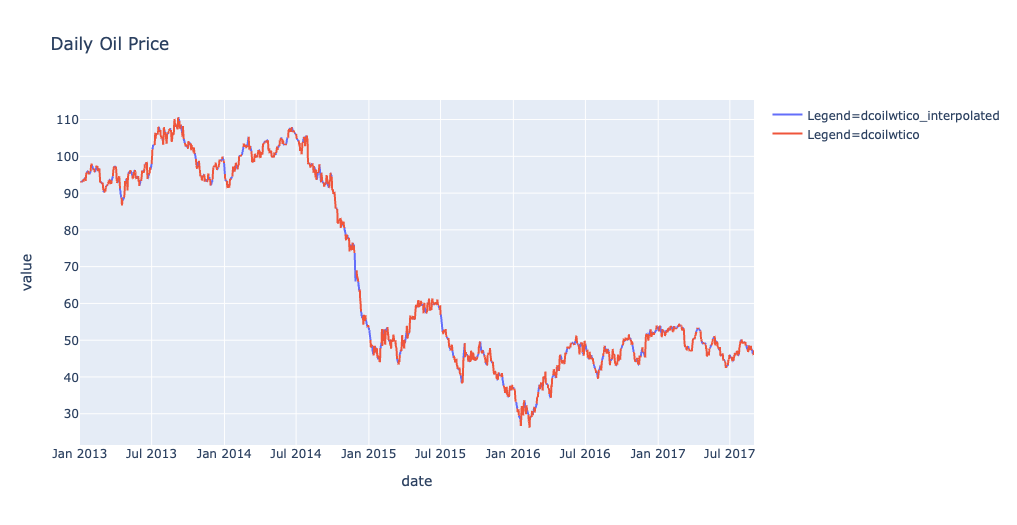 Daily Oil Price
Legend=dcoilwtico_interpolated
Legend=dcoilwtico
110
100
90
80
70
60
50
40
30
value
Jan 2013 Jul 2013 Jan 2014 Jul 2014 Jan 2015 Jul 2015 Jan 2016 Jul 2016 Jan 2017 Jul 2017
date